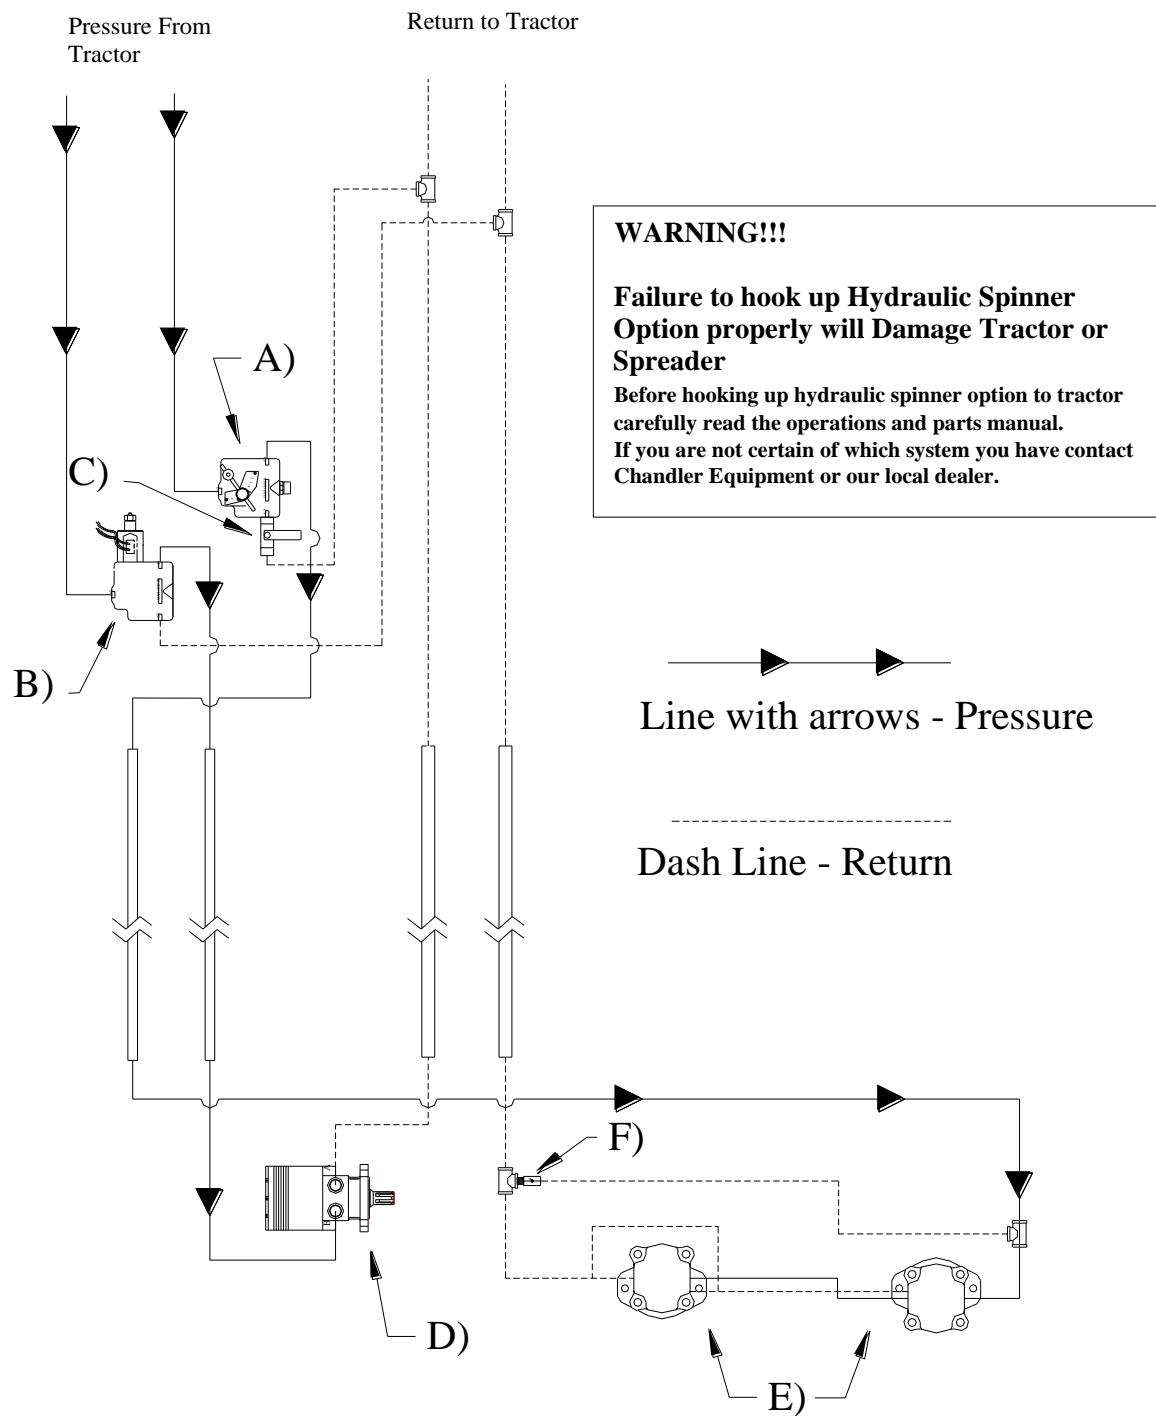 Pressure From
Tractor
Return to Tractor
WARNING!!!
Failure to hook up Hydraulic Spinner
Option properly will Damage Tractor or
Spreader
Before hooking up hydraulic spinner option to tractor
carefully read the operations and parts manual.
If you are not certain of which system you have contact
Chandler Equipment or our local dealer.
A)
C)
B)
Line with arrows - Pressure
Dash Line - Return
F)
D)
E)